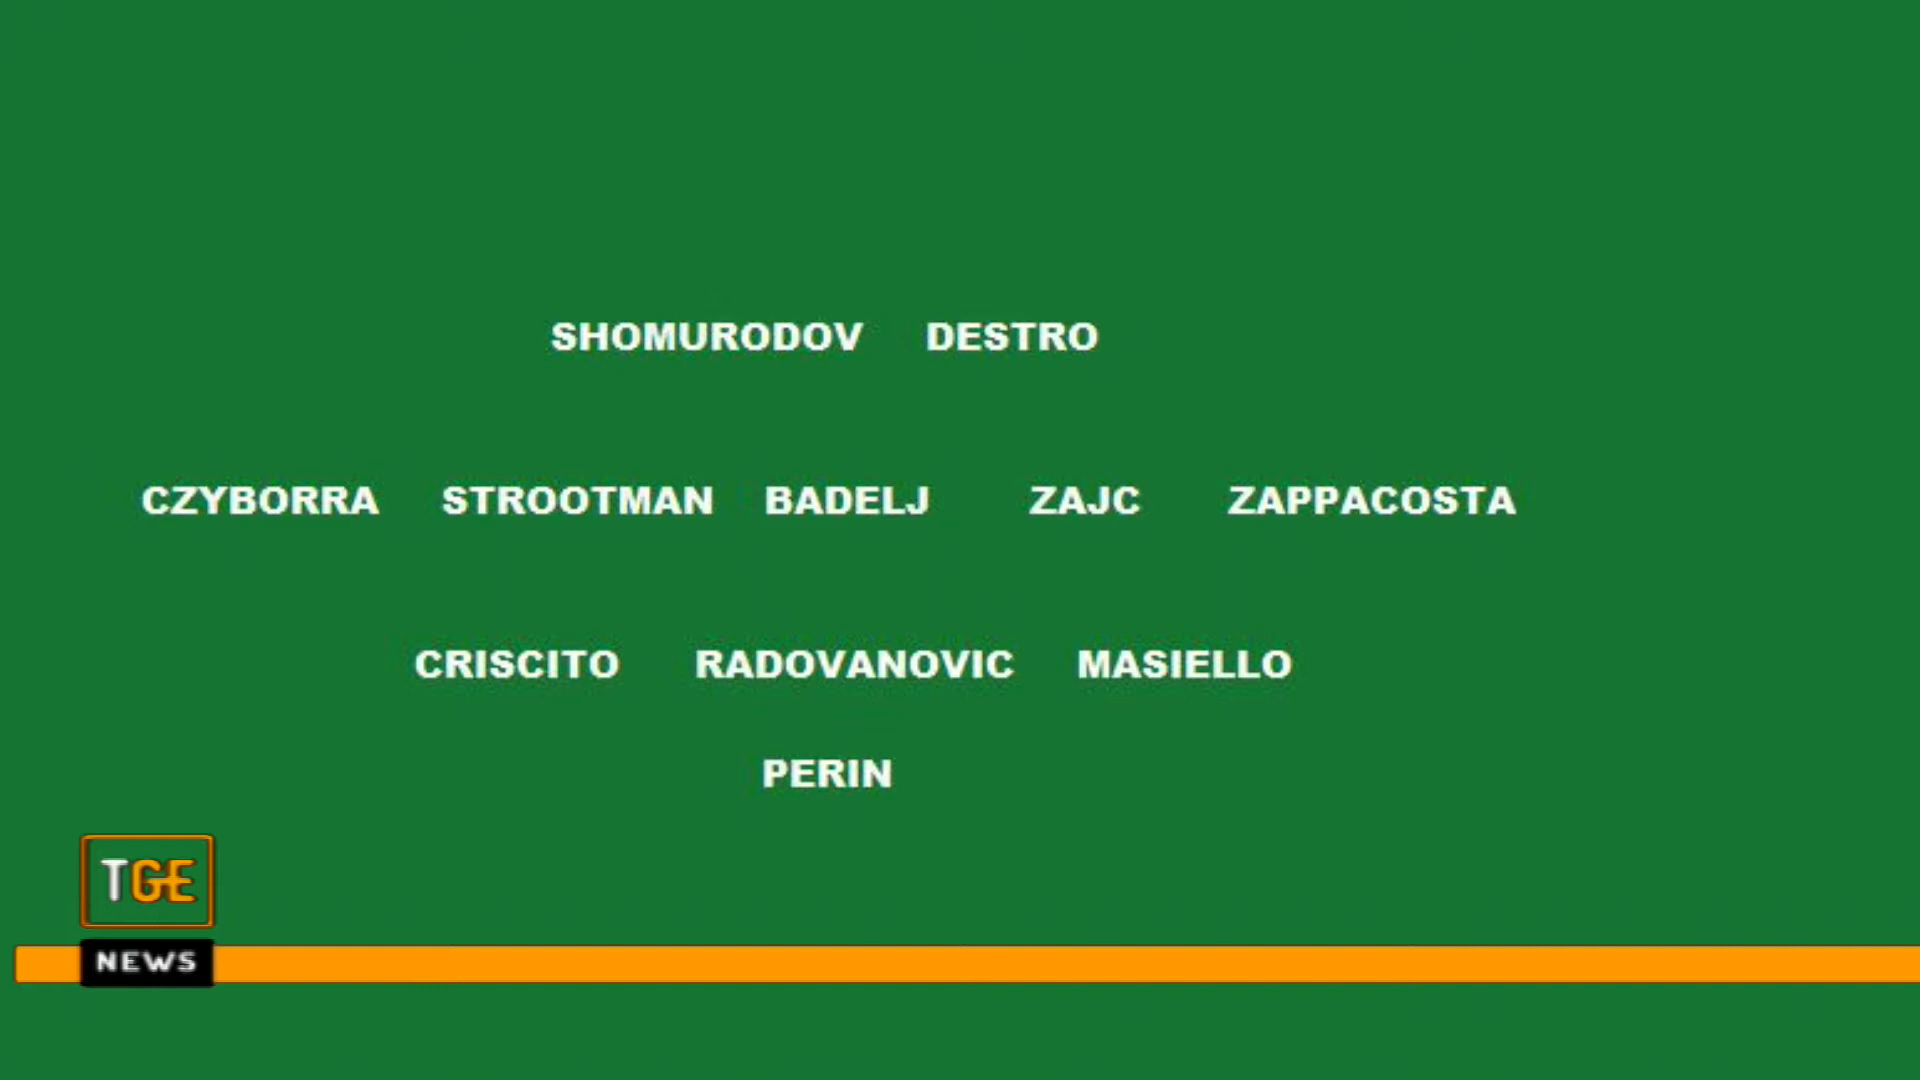 SHOMURODOV DESTRO
CZYBORRA STROOTMAN BADELJ ZAJC ZAPPACOSTA
CRISCITO RADOVANOVIC MASIELLO
PERIN
TGE
NEWS